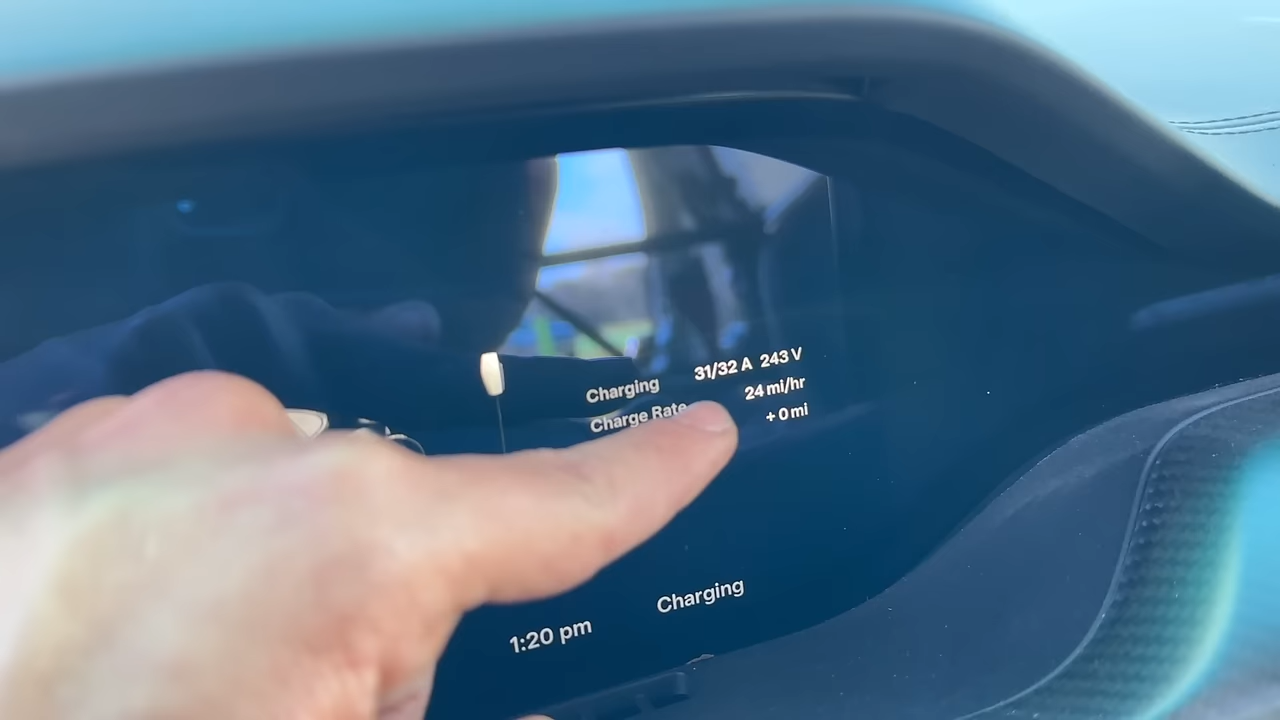 Charging 31/32 A 243 V
Charge Rate 24 mi/hr
+ 0 mi
Charging
1:20 pm